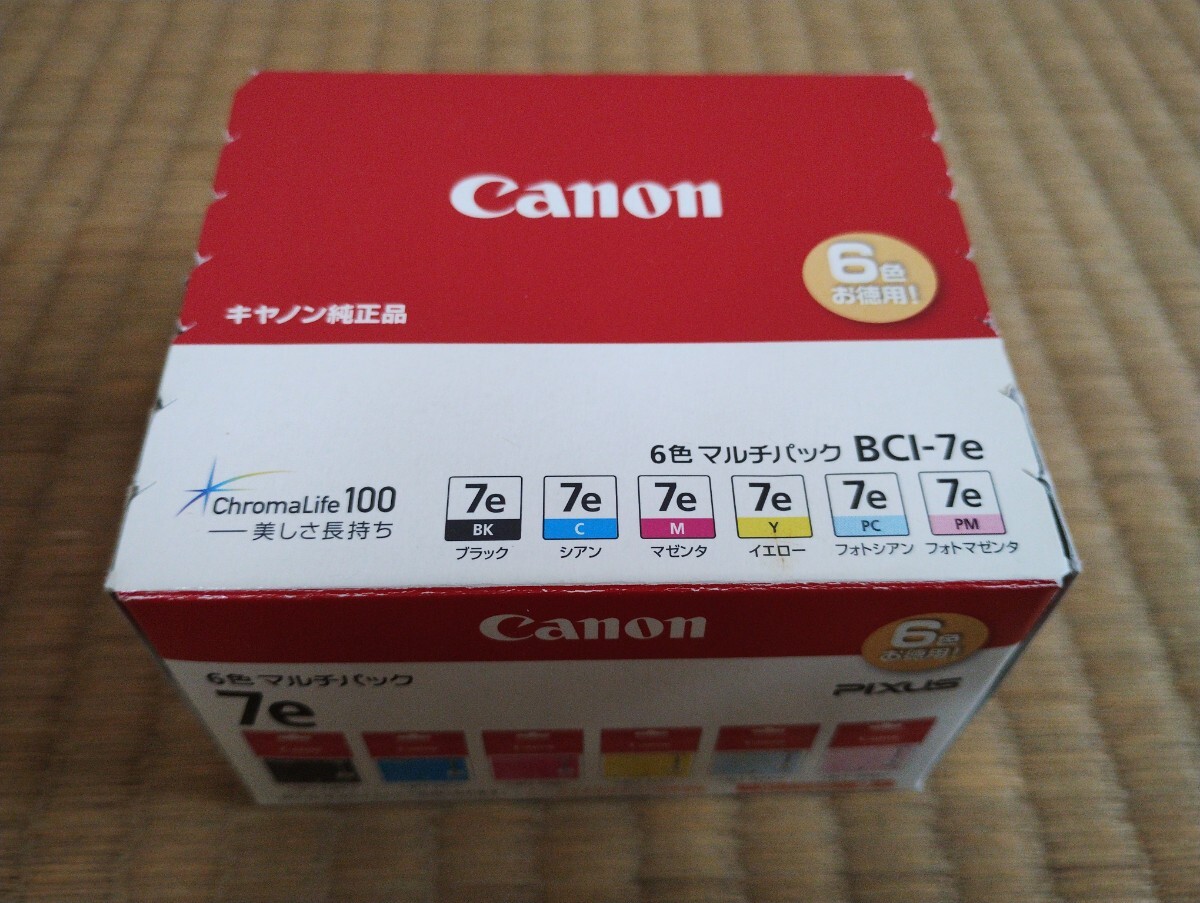 Canon
6色
お徳用!
キヤノン純正品
6色 マルチパック BCI-7e
ChromaLife100
美しさ長持ち
7e 7e 7e 7e 7e 7e
BK C M Y PC PM
ブラック シアン マゼンタ イエロー フォトシアン フォトマゼンタ
Canon
6色
お徳用!
6色 マルチパック
7e
PIXUS